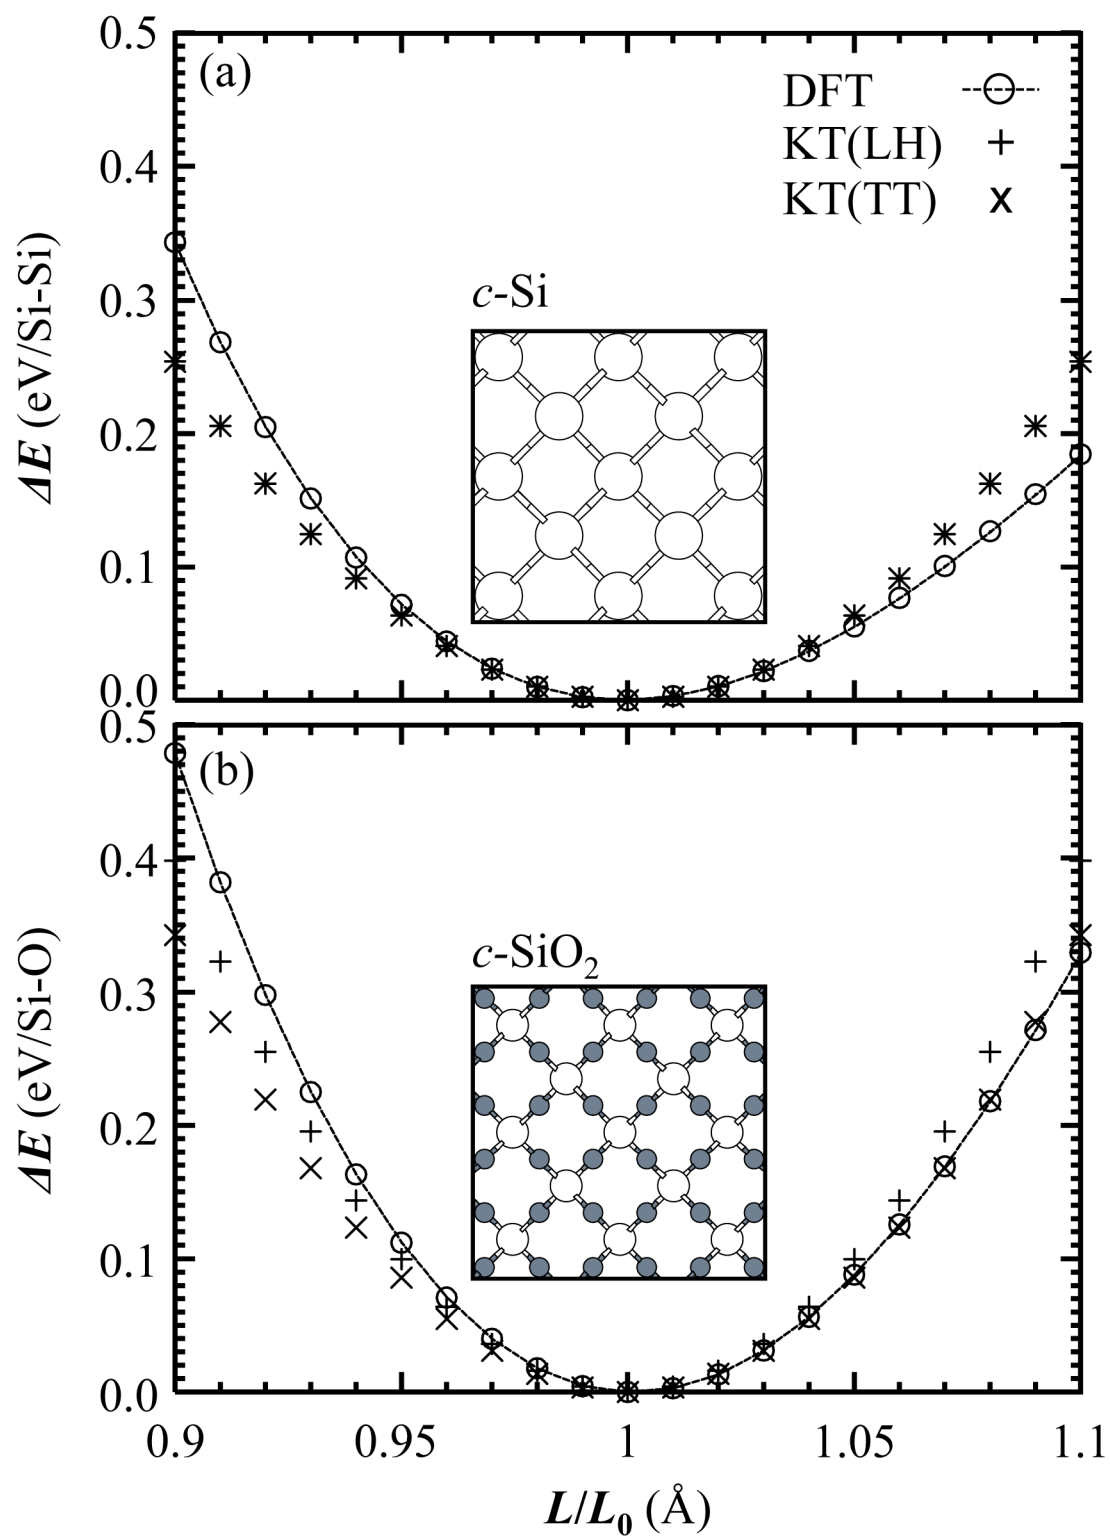 0.5
(a)
DFT
KT(LH)
KT(TT)
0.4
0.3
0.2
0.1
0.0
ΔE (eV/Si-Si)
c-Si
0.5
(b)
0.4
0.3
0.2
0.1
0.0
ΔE (eV/Si-O)
c-SiO₂
0.9 0.95 1 1.05 1.1
L/L₀ (Å)